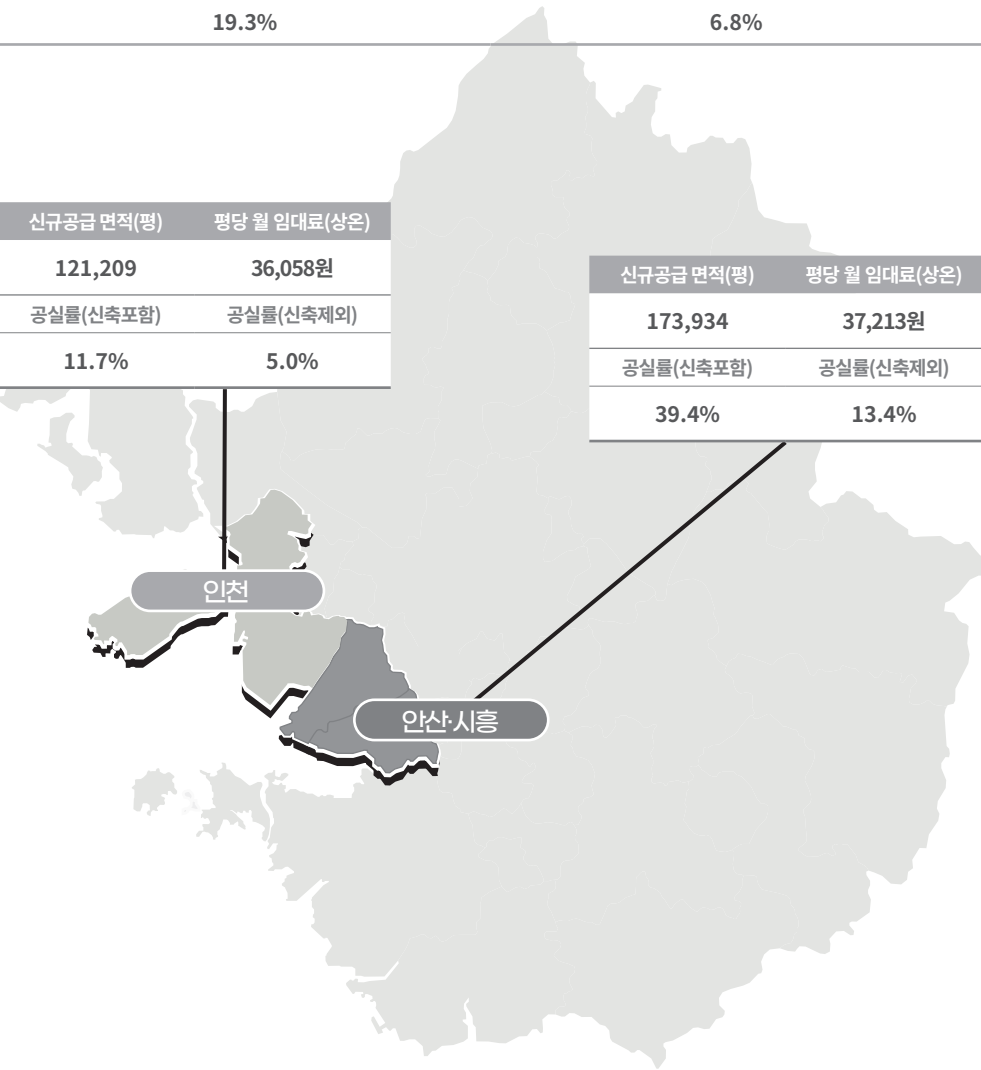 19.3% 6.8%
신규공급 면적(평) 평당 월 임대료(상온)
121,209 36,058원
공실률(신축포함) 공실률(신축제외)
11.7% 5.0%
신규공급 면적(평) 평당 월 임대료(상온)
173,934 37,213원
공실률(신축포함) 공실률(신축제외)
39.4% 13.4%
인천
안산·시흥